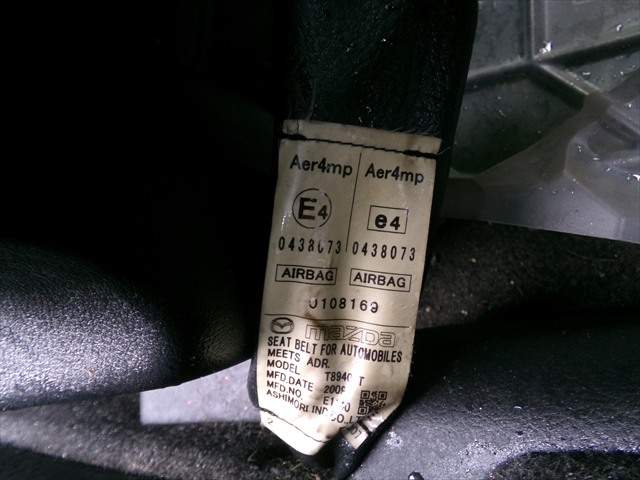 Aer4mp Aer4mp
E4 e4
0438073 0438073
AIRBAG AIRBAG
0108169
mazda
SEAT BELT FOR AUTOMOBILES
MEETS ADR.
MODEL T8940 T
MFD.DATE
MFD.NO.
ASHIMORI IND CO.,